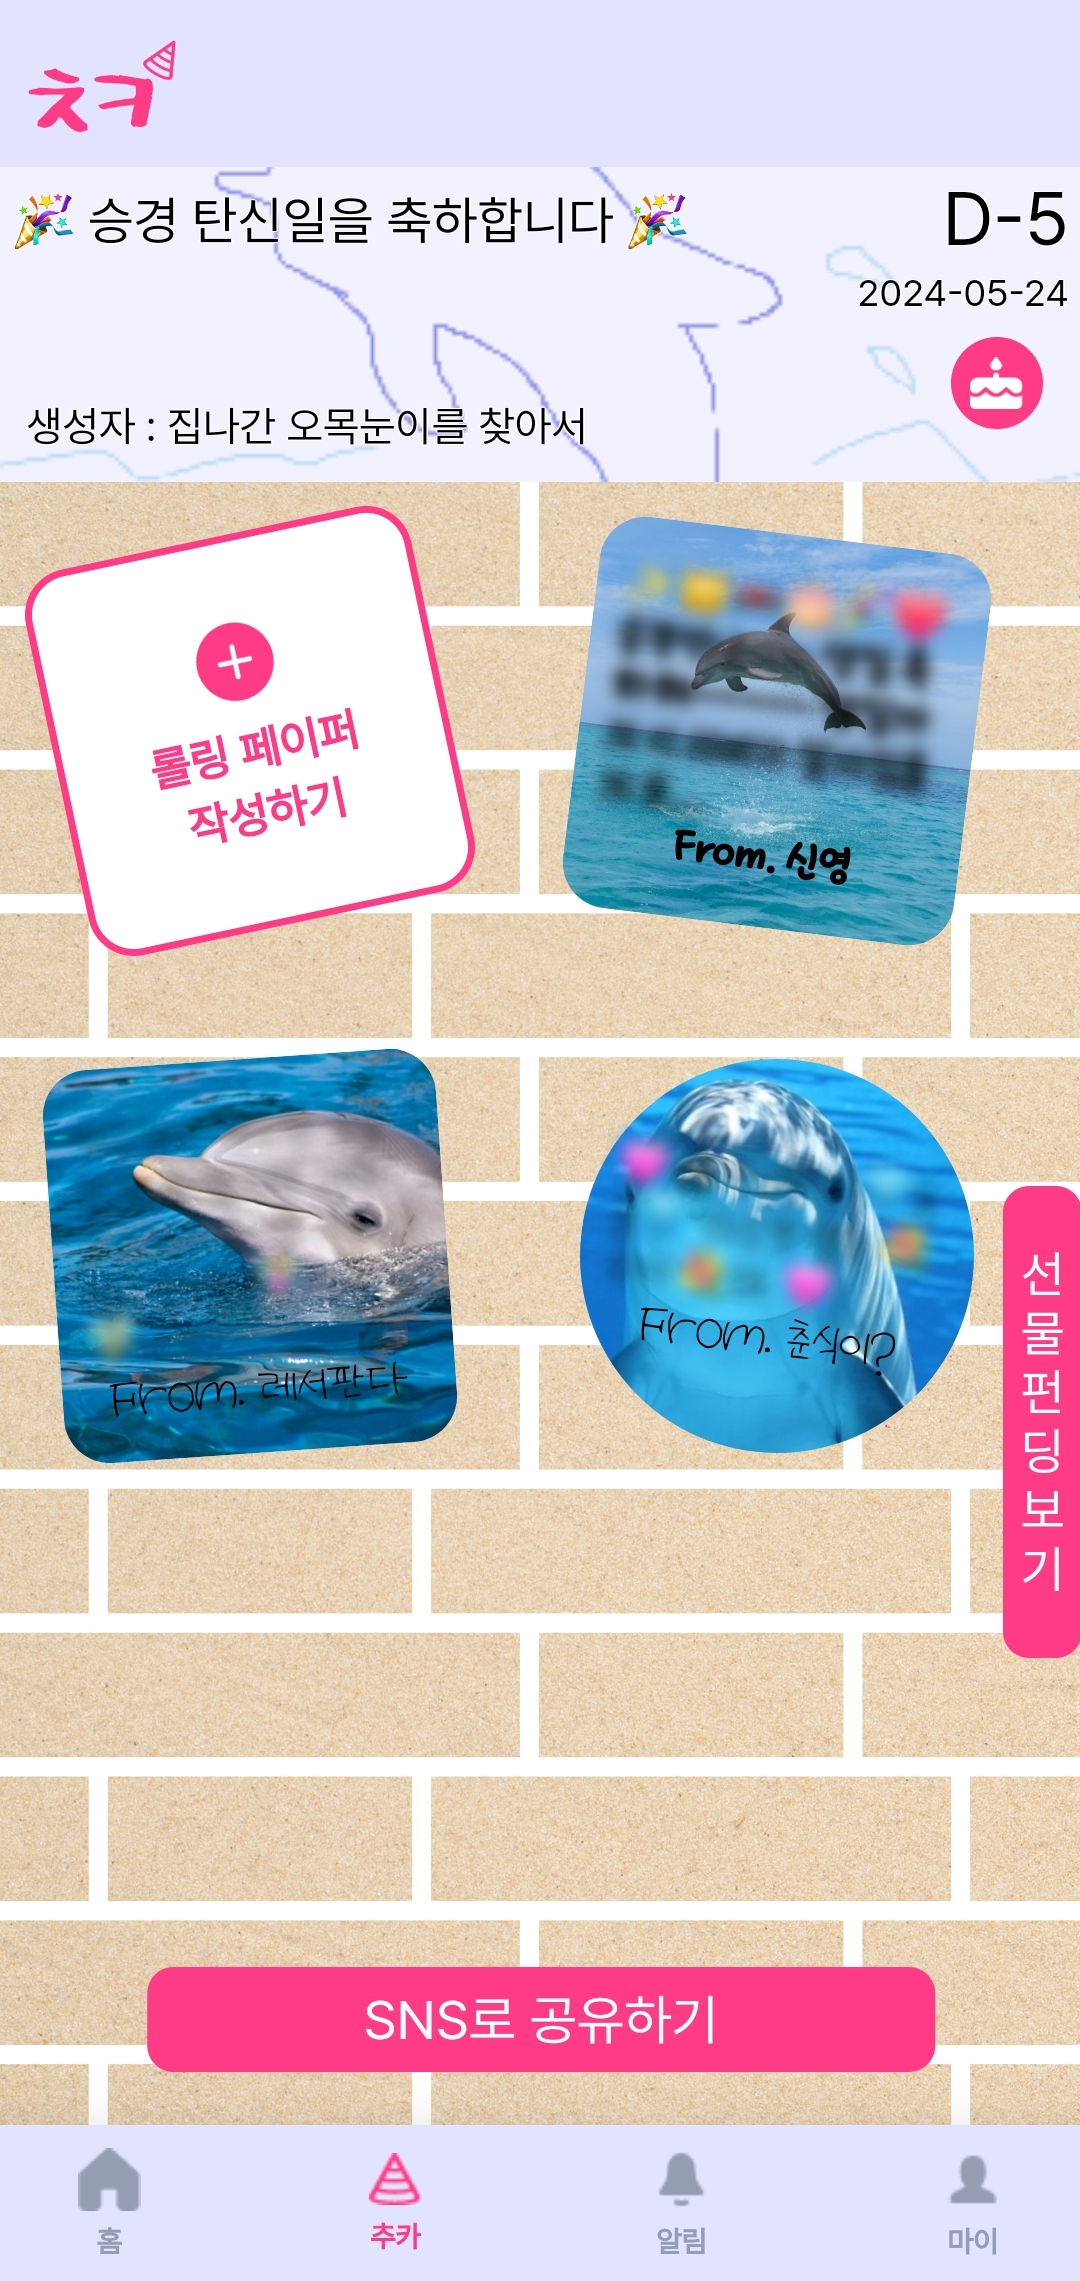 츠ㅋ
🎉 승경 탄신일을 축하합니다 🎉
D-5
2024-05-24
생성자 : 집나간 오목눈이를 찾아서
롤링 페이퍼
작성하기
From. 신영
From. 레서판다
From. 춘식이?
선물펀딩보기
SNS로 공유하기
홈
추카
알림
마이